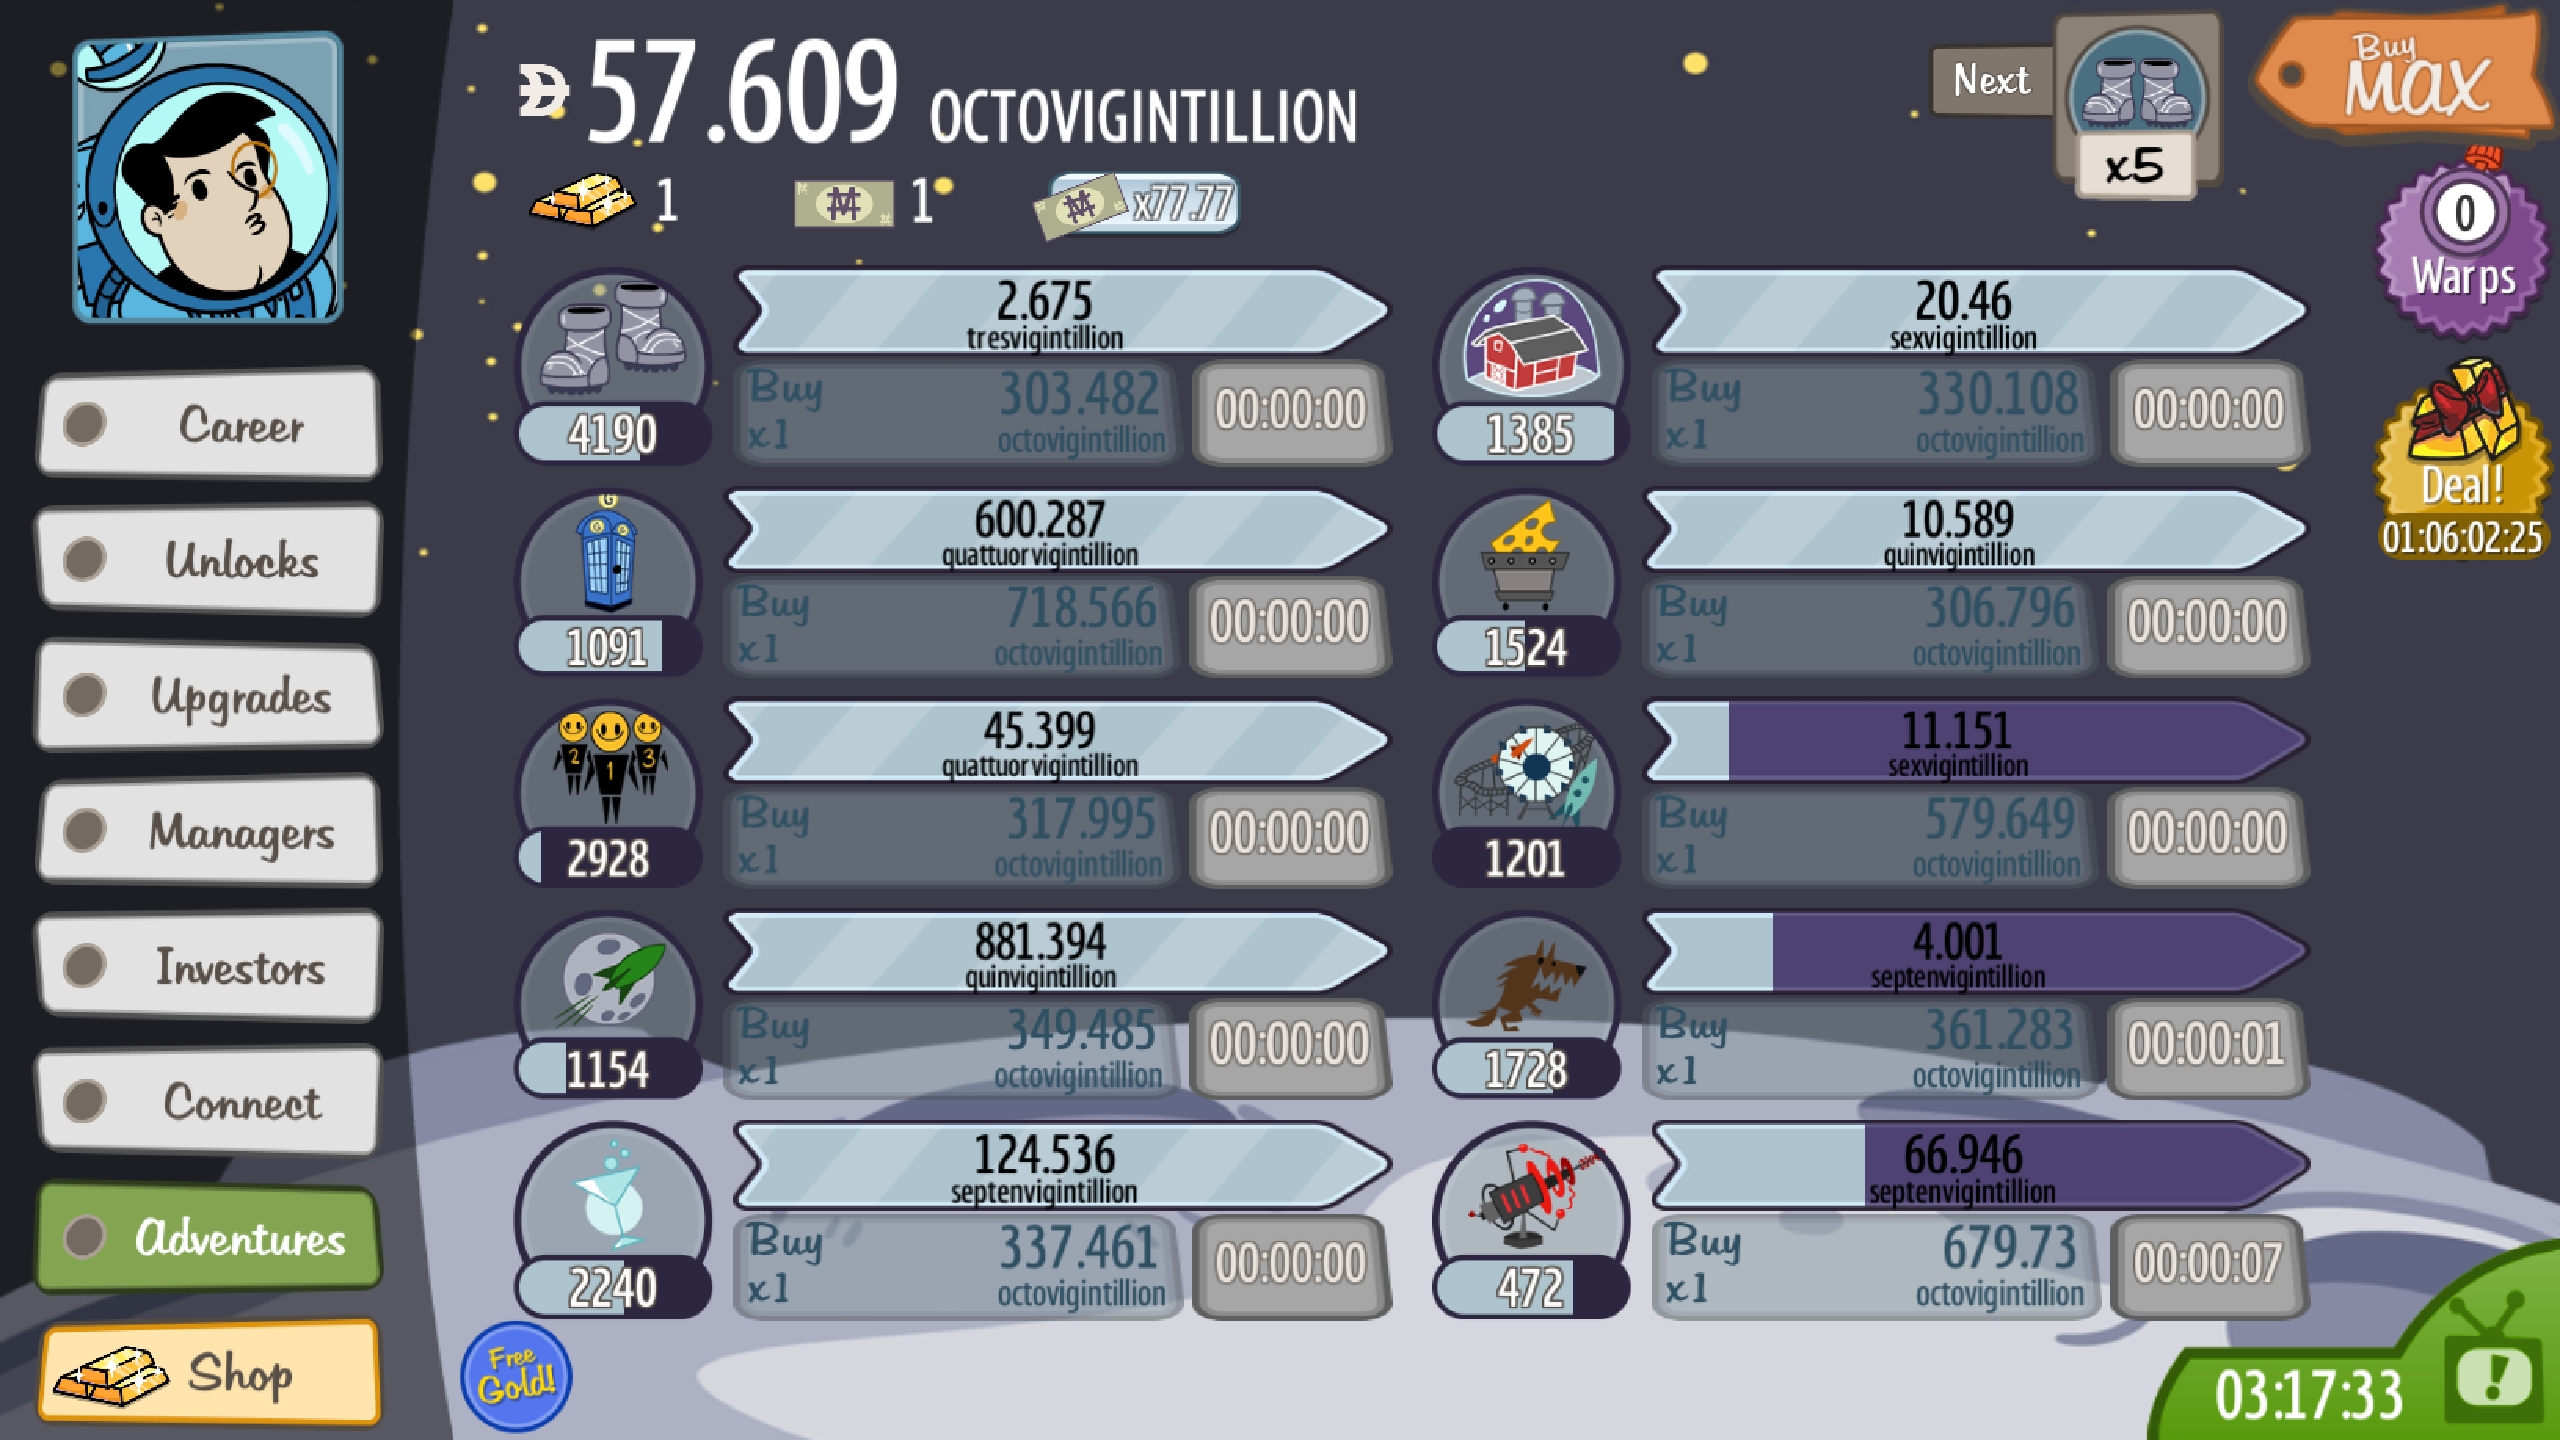 57.609 OCTOVIGINTILLION
1 1 x77.77
Next
x5
Buy
MAX
0
Warps
Deal!
01:06:02:25
Career
Unlocks
Upgrades
Managers
Investors
Connect
Adventures
Shop
2.675
tresvigintillion
4190
Buy
x1
303.482
octovigintillion
00:00:00
20.46
sexvigintillion
1385
Buy
x1
330.108
octovigintillion
00:00:00
600.287
quattuorvigintillion
1091
Buy
x1
718.566
octovigintillion
00:00:00
10.589
quinvigintillion
1524
Buy
x1
306.796
octovigintillion
00:00:00
2 1 3
45.399
quattuorvigintillion
2928
Buy
x1
317.995
octovigintillion
00:00:00
11.151
sexvigintillion
1201
Buy
x1
579.649
octovigintillion
00:00:00
881.394
quinvigintillion
1154
Buy
x1
349.485
octovigintillion
00:00:00
4.001
septenvigintillion
1728
Buy
x1
361.283
octovigintillion
00:00:01
124.536
septenvigintillion
2240
Buy
x1
337.461
octovigintillion
00:00:00
66.946
septenvigintillion
472
Buy
x1
679.73
octovigintillion
00:00:07
Free
Gold!
03:17:33
!